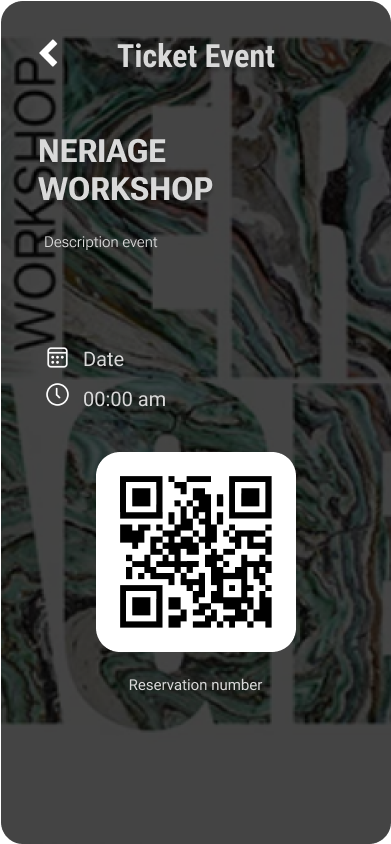 Ticket Event
WORKSHOP
NERIAGE
WORKSHOP
Description event
Date
00:00 am
Reservation number